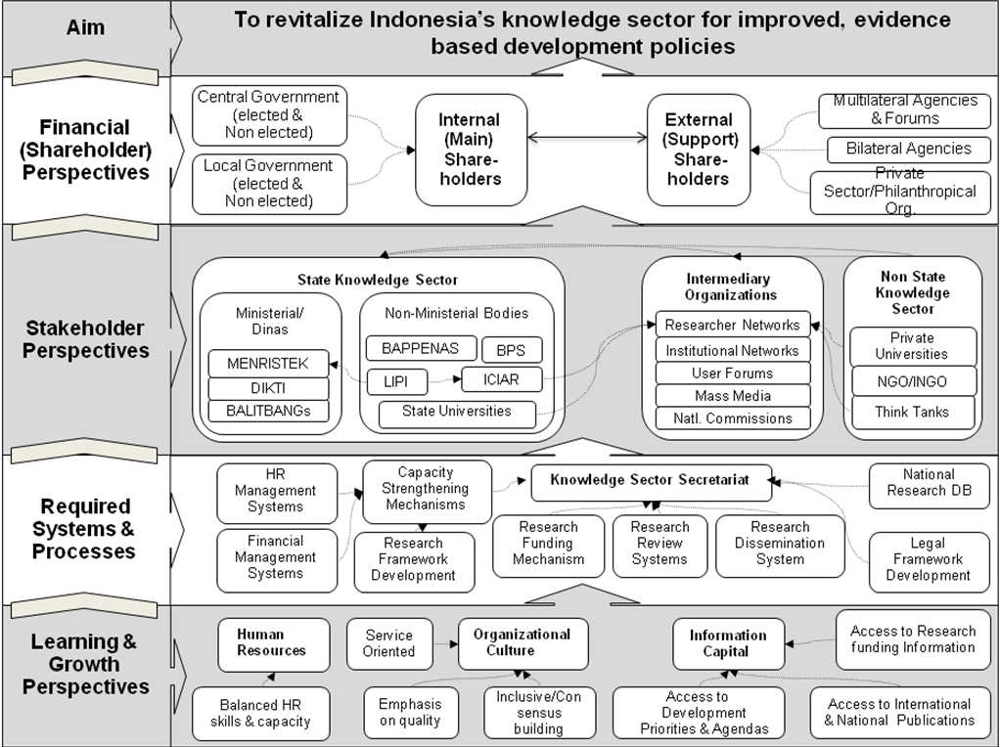 Aim
To revitalize Indonesia's knowledge sector for improved, evidence
based development policies
Financial
(Shareholder)
Perspectives
Central Government
(elected &
Non elected)
Local Government
(elected &
Non elected)
Internal
(Main)
Share-
holders
External
(Support)
Share-
holders
Multilateral Agencies
& Forums
Bilateral Agencies
Private
Sector/Philanthropical
Org.
Stakeholder
Perspectives
State Knowledge Sector
Ministerial/
Dinas
MENRISTEK
DIKTI
BALITBANGs
Non-Ministerial Bodies
BAPPENAS
BPS
LIPI
ICIAR
State Universities
Intermediary
Organizations
Researcher Networks
Institutional Networks
User Forums
Mass Media
Natl. Commissions
Non State
Knowledge
Sector
Private
Universities
NGO/INGO
Think Tanks
Required
Systems &
Processes
HR
Management
Systems
Financial
Management
Systems
Capacity
Strengthening
Mechanisms
Research
Framework
Development
Knowledge Sector Secretariat
Research
Funding
Mechanism
Research
Review
Systems
Research
Dissemination
System
National
Research DB
Legal
Framework
Development
Learning &
Growth
Perspectives
Human
Resources
Balanced HR
skills & capacity
Service
Oriented
Organizational
Culture
Emphasis
on quality
Inclusive/Con
sensus
building
Information
Capital
Access to Research
funding Information
Access to
Development
Priorities & Agendas
Access to International
& National Publications